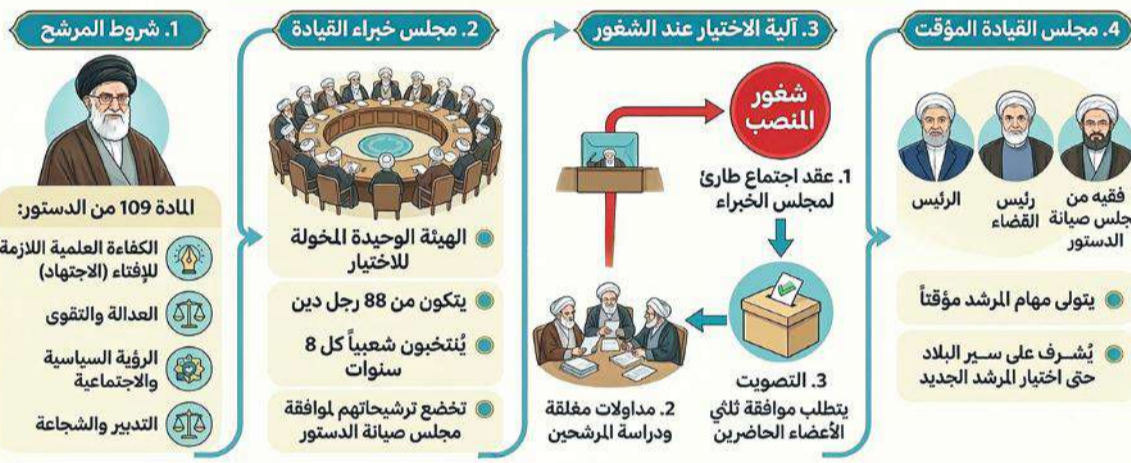 1. شروط المرشح
المادة 109 من الدستور:
الكفاءة العلمية اللازمة
للإفتاء (الاجتهاد)
العدالة والتقوى
الرؤية السياسية
والاجتماعية
التدبير والشجاعة
2. مجلس خبراء القيادة
الهيئة الوحيدة المخولة
للاختيار
يتكون من 88 رجل دين
يُنتخبون شعبياً كل 8
سنوات
تخضع ترشيحاتهم لموافقة
مجلس صيانة الدستور
3. آلية الاختيار عند الشغور
شغور
المنصب
1. عقد اجتماع طارئ
لمجلس الخبراء
2. مداولات مغلقة
ودراسة المرشحين
3. التصويت
يتطلب موافقة ثلثي
الأعضاء الحاضرين
4. مجلس القيادة المؤقت
الرئيس
رئيس
القضاء
فقيه من
جلس صيانة
الدستور
يتولى مهام المرشد مؤقتاً
يُشرف على سير البلاد
حتى اختيار المرشد الجديد